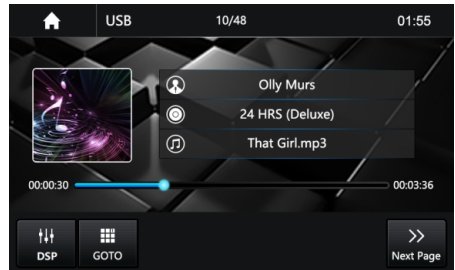 USB 10/48 01:55
Olly Murs
24 HRS (Deluxe)
That Girl.mp3
00:00:30 00:03:36
DSP GOTO Next Page